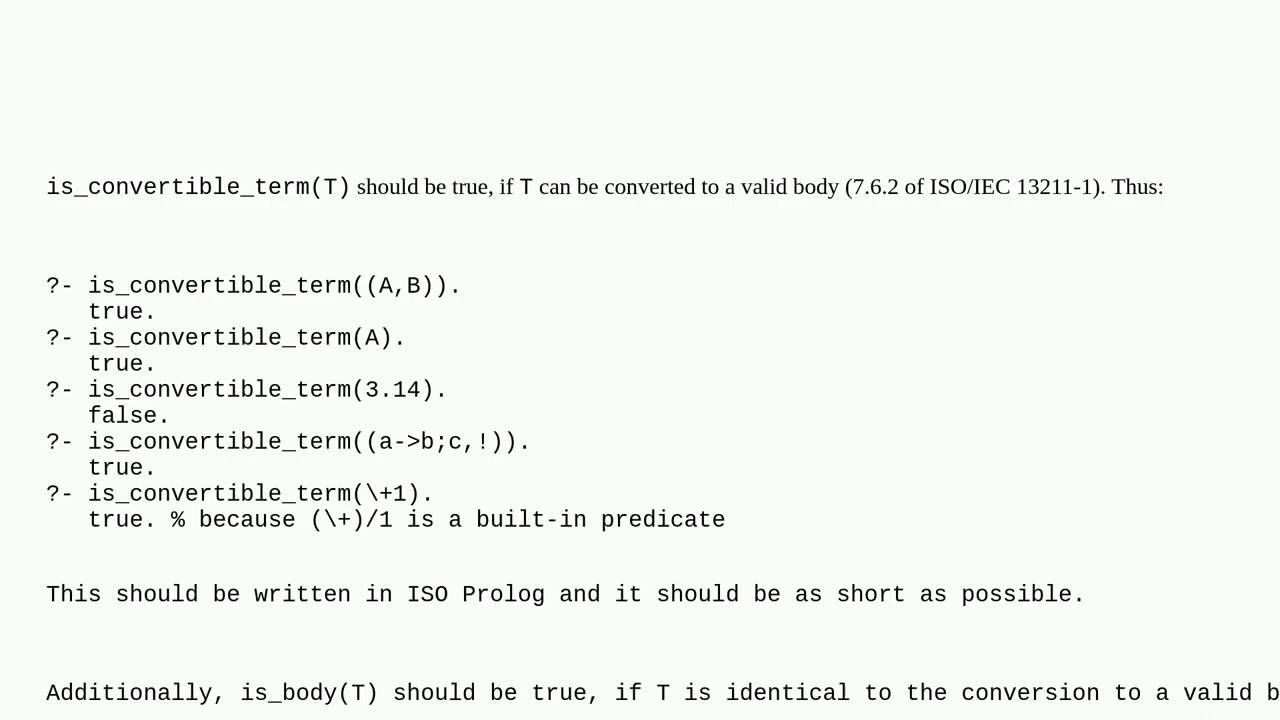 is_convertible_term(T) should be true, if T can be converted to a valid body (7.6.2 of ISO/IEC 13211-1). Thus:
?- is_convertible_term((A,B)).
   true.
?- is_convertible_term(A).
   true.
?- is_convertible_term(3.14).
   false.
?- is_convertible_term((a->b;c,!)).
   true.
?- is_convertible_term(\+1).
   true. % because (\+)/1 is a built-in predicate
This should be written in ISO Prolog and it should be as short as possible.
Additionally, is_body(T) should be true, if T is identical to the conversion to a valid